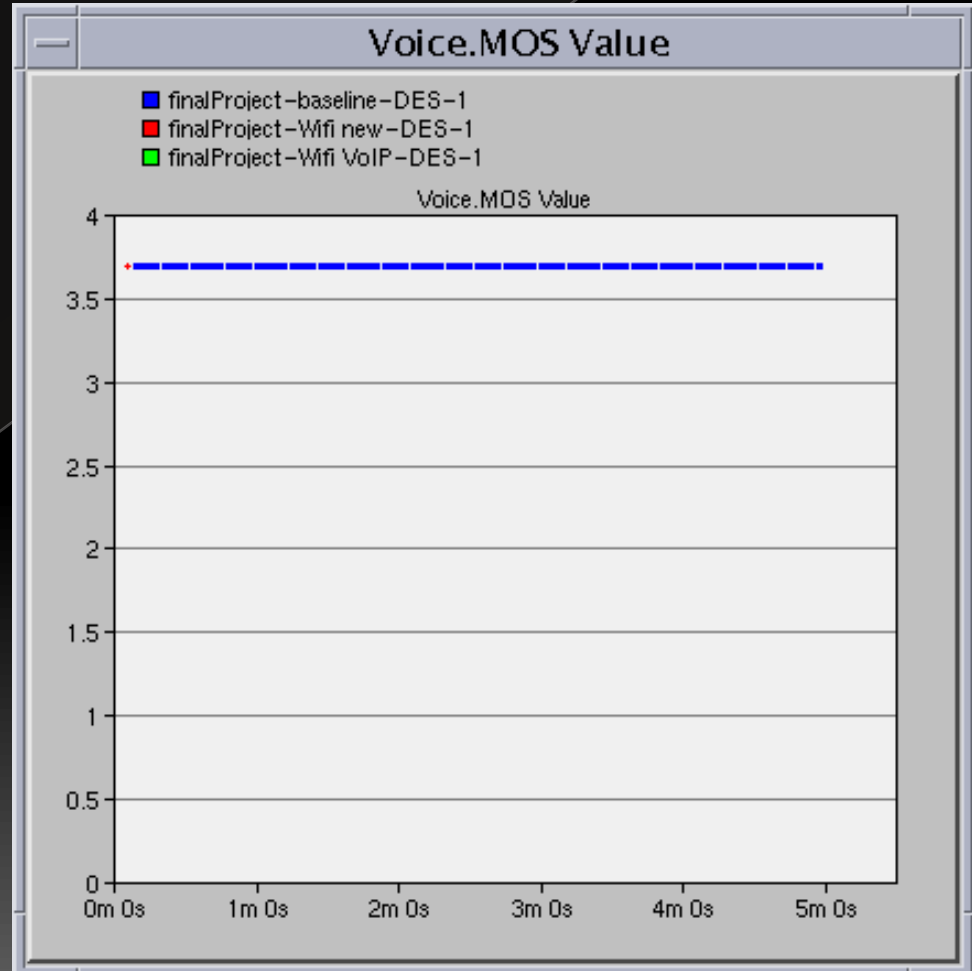 Voice.MOS Value
finalProject-baseline-DES-1
finalProject-Wifi new-DES-1
finalProject-Wifi VoIP-DES-1
Voice.MOS Value
4
3.5
3
2.5
2
1.5
1
0.5
0
0m 0s 1m 0s 2m 0s 3m 0s 4m 0s 5m 0s